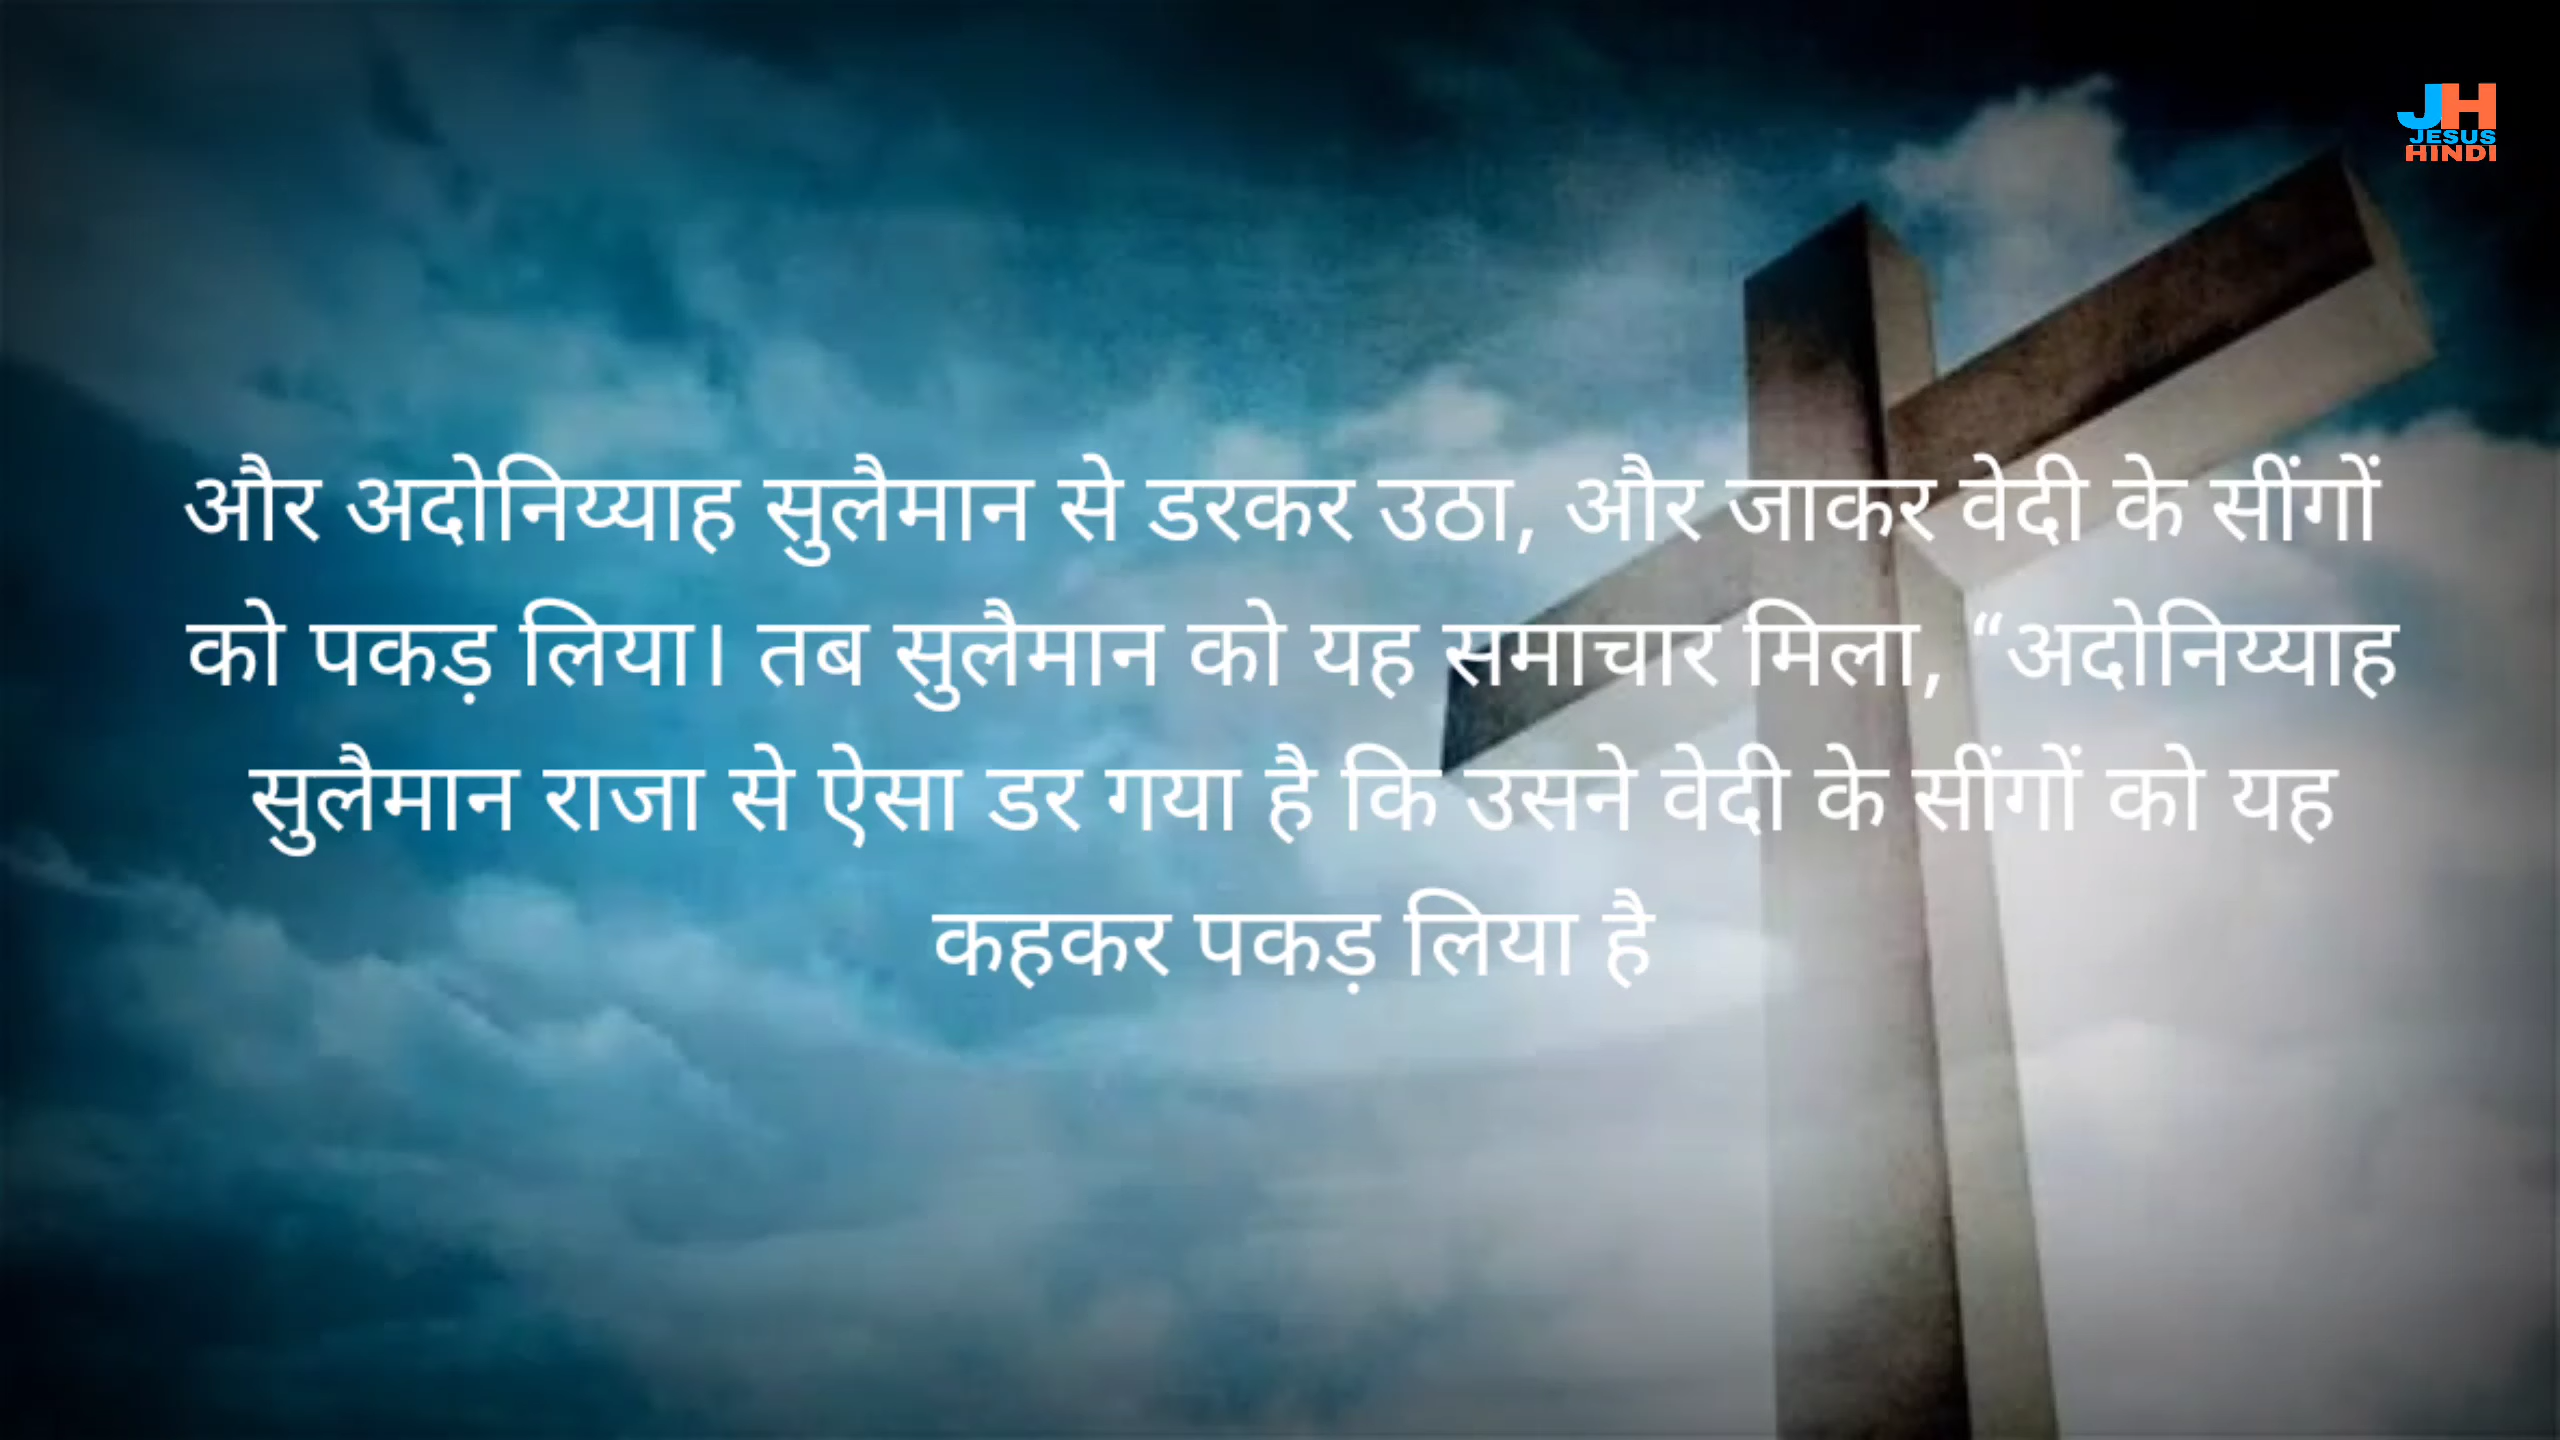 JH
JESUS
HINDI
और अदोनिय्याह सुलैमान से डरकर उठा, और जाकर वेदी के सींगों
को पकड़ लिया। तब सुलैमान को यह समाचार मिला, “अदोनिय्याह
सुलैमान राजा से ऐसा डर गया है कि उसने वेदी के सींगों को यह
कहकर पकड़ लिया है